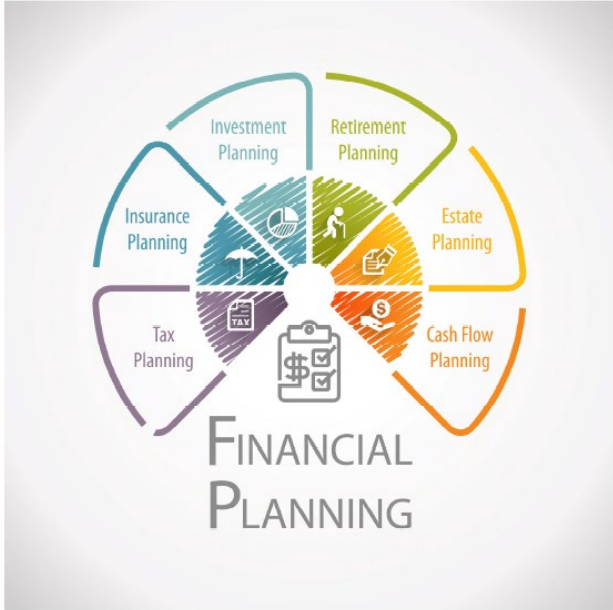 Investment
Planning
Retirement
Planning
Insurance
Planning
Estate
Planning
Tax
Planning
Cash Flow
Planning
TAX
$
$
FINANCIAL
PLANNING